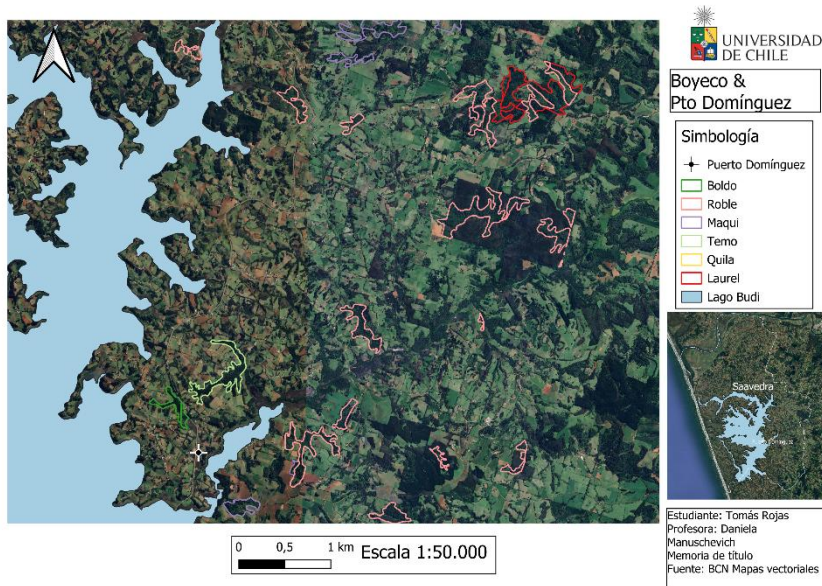 UNIVERSIDAD
DE CHILE
Boyeco &
Pto Domínguez
Simbología
Puerto Domínguez
Boldo
Roble
Maqui
Temo
Quila
Laurel
Lago Budi
Saavedra
Estudiante: Tomás Rojas
Profesora: Daniela
Manuschevich
Memoria de título
Fuente: BCN Mapas vectoriales
0 0,5 1 km Escala 1:50.000